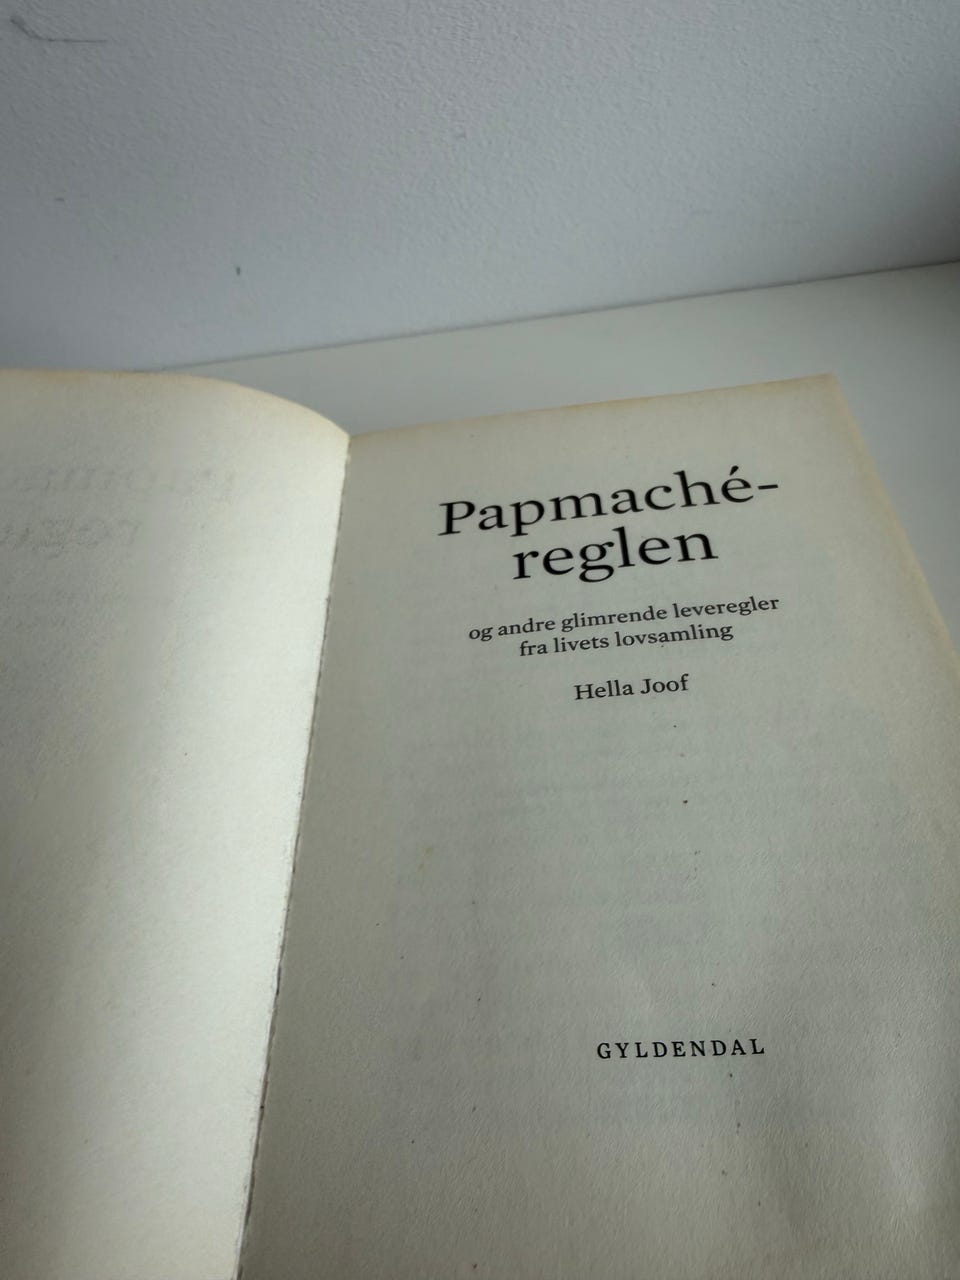 Papmaché-
reglen
og andre glimrende leveregler
fra livets lovsamling
Hella Joof
GYLDENDAL